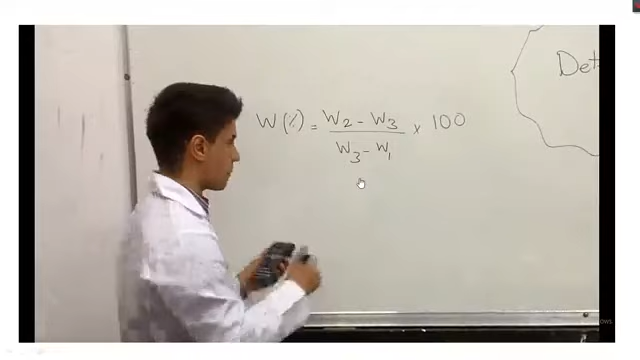 W (%) = W2 - W3 / W3 - W1 × 100
Det